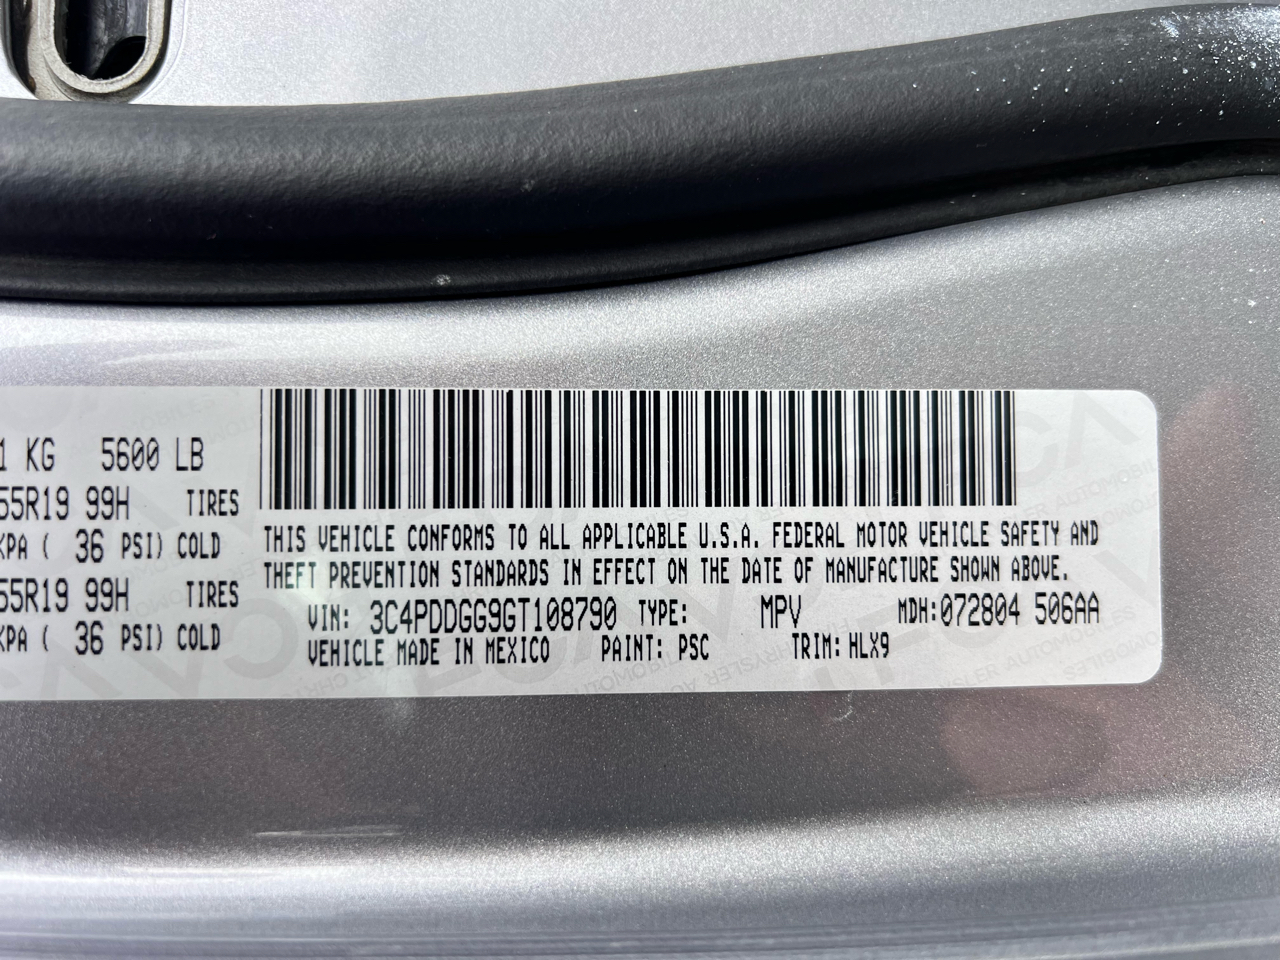 1 KG 5600 LB
55R19 99H TIRES
KPA ( 36 PSI) COLD
55R19 99H TIRES
KPA ( 36 PSI) COLD
THIS VEHICLE CONFORMS TO ALL APPLICABLE U.S.A. FEDERAL MOTOR VEHICLE SAFETY AND
THEFT PREVENTION STANDARDS IN EFFECT ON THE DATE OF MANUFACTURE SHOWN ABOVE.
VIN: 3C4PDDGG9GT108790 TYPE: MPV MDH:072804 506AA
VEHICLE MADE IN MEXICO PAINT: PSC TRIM: HLX9